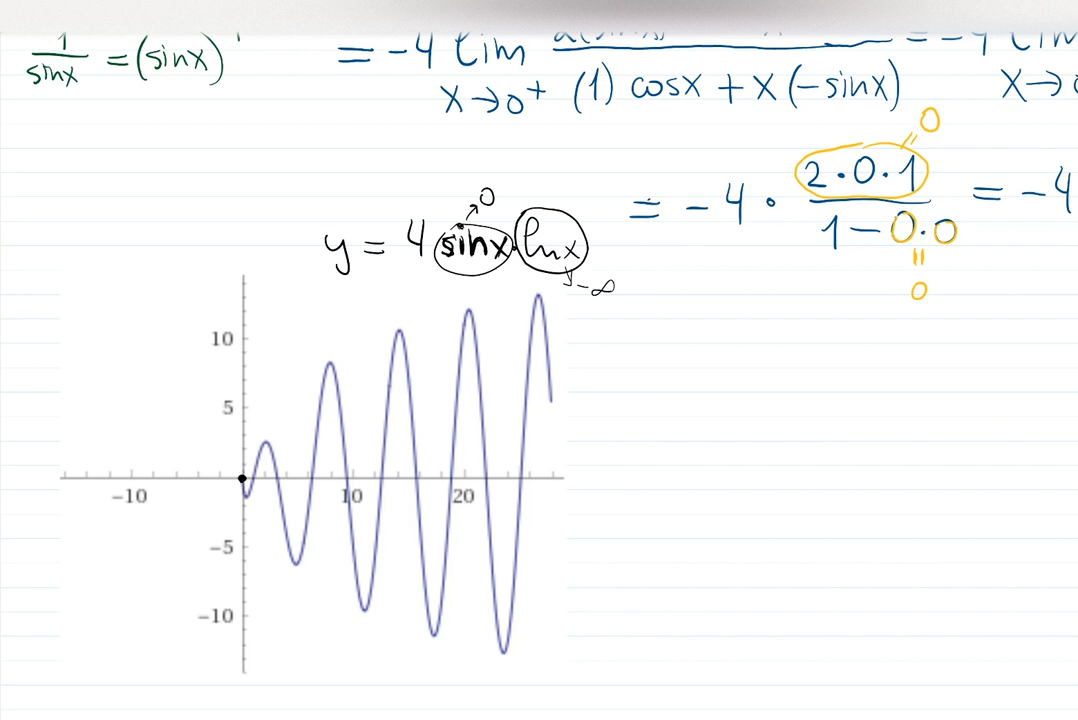 1/sinx = (sinx)
= -4 lim
x→0⁺ (1) cosx + x(-sinx) x→0
0
= -4 · (2·0·1)/(1-0·0) = -4
0
y = 4 sinx · lnx
0
-∞
10
5
-10 10 20
-5
-10